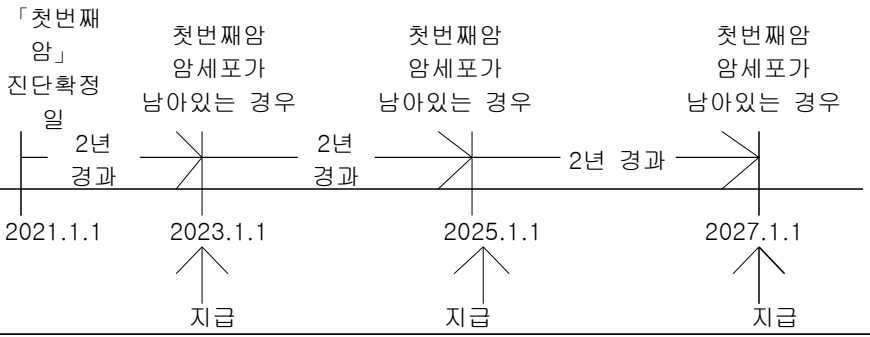 「첫번째
암」
진단확정
일
첫번째암
암세포가
남아있는 경우
첫번째암
암세포가
남아있는 경우
첫번째암
암세포가
남아있는 경우
2년
경과
2년
경과
2년 경과
2021.1.1
2023.1.1
2025.1.1
2027.1.1
지급
지급
지급